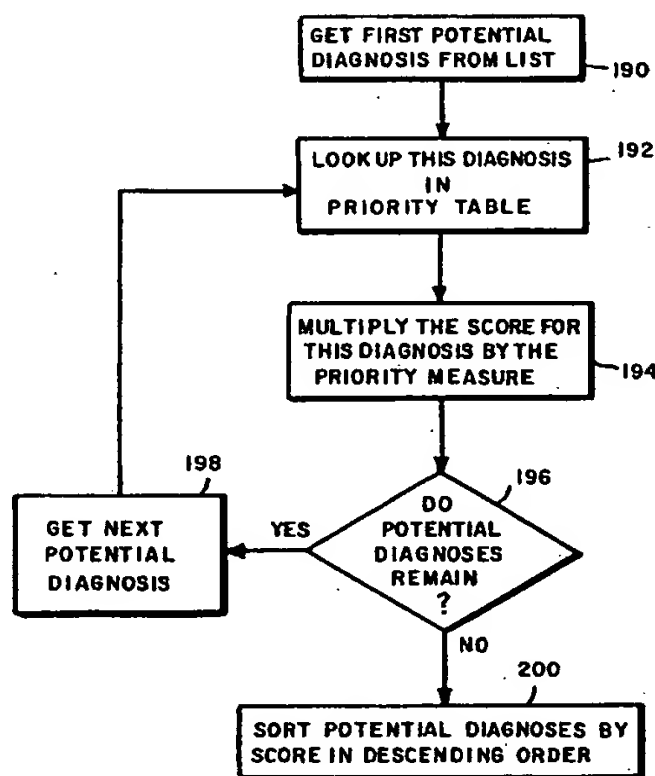 GET FIRST POTENTIAL
DIAGNOSIS FROM LIST
190
LOOK UP THIS DIAGNOSIS
IN
PRIORITY TABLE
192
MULTIPLY THE SCORE FOR
THIS DIAGNOSIS BY THE
PRIORITY MEASURE
194
196
DO
POTENTIAL
DIAGNOSES
REMAIN
?
YES
198
GET NEXT
POTENTIAL
DIAGNOSIS
NO
200
SORT POTENTIAL DIAGNOSES BY
SCORE IN DESCENDING ORDER